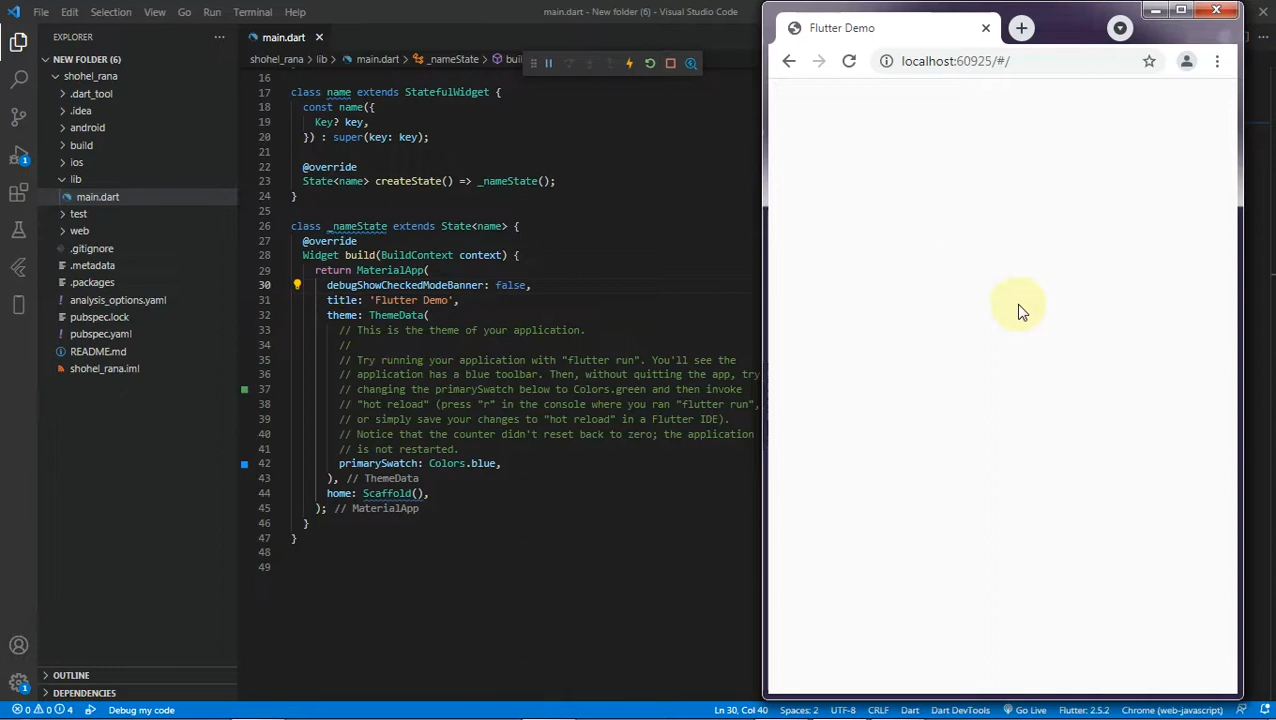 File Edit Selection View Go Run Terminal Help
main.dart - New folder (6) - Visual Studio Code
EXPLORER
NEW FOLDER (6)
shohel_rana
.dart_tool
.idea
android
build
ios
lib
main.dart
test
web
.gitignore
.metadata
.packages
analysis_options.yaml
pubspec.lock
pubspec.yaml
README.md
shohel_rana.iml
OUTLINE
DEPENDENCIES
1
1
main.dart
shohel_rana > lib > main.dart > _nameState > bui
16
17 class name extends StatefulWidget {
18 const name({
19 Key? key,
20 }) : super(key: key);
21
22 @override
23 State<name> createState() => _nameState();
24 }
25
26 class _nameState extends State<name> {
27 @override
28 Widget build(BuildContext context) {
29 return MaterialApp(
30 debugShowCheckedModeBanner: false,
31 title: 'Flutter Demo',
32 theme: ThemeData(
33 // This is the theme of your application.
34 //
35 // Try running your application with "flutter run". You'll see the
36 // application has a blue toolbar. Then, without quitting the app, try
37 // changing the primarySwatch below to Colors.green and then invoke
38 // "hot reload" (press "r" in the console where you ran "flutter run",
39 // or simply save your changes to "hot reload" in a Flutter IDE).
40 // Notice that the counter didn't reset back to zero; the application
41 // is not restarted.
42 primarySwatch: Colors.blue,
43 ), // ThemeData
44 home: Scaffold(),
45 ); // MaterialApp
46 }
47 }
48
49
Flutter Demo
localhost:60925/#/
0 0 4 Debug my code
Ln 30, Col 40 Spaces: 2 UTF-8 CRLF Dart Dart DevTools Go Live Flutter: 2.5.2 Chrome (web-javascript)